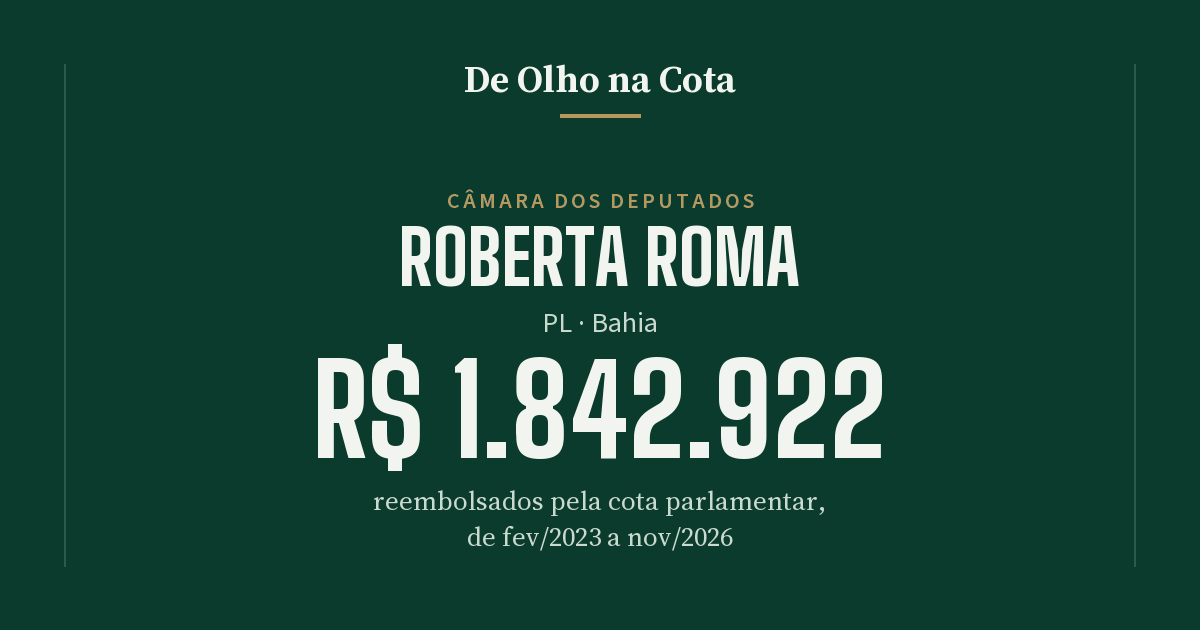 De Olho na Cota
CÂMARA DOS DEPUTADOS
ROBERTA ROMA
PL · Bahia
R$ 1.842.922
reembolsados pela cota parlamentar,
de fev/2023 a nov/2026